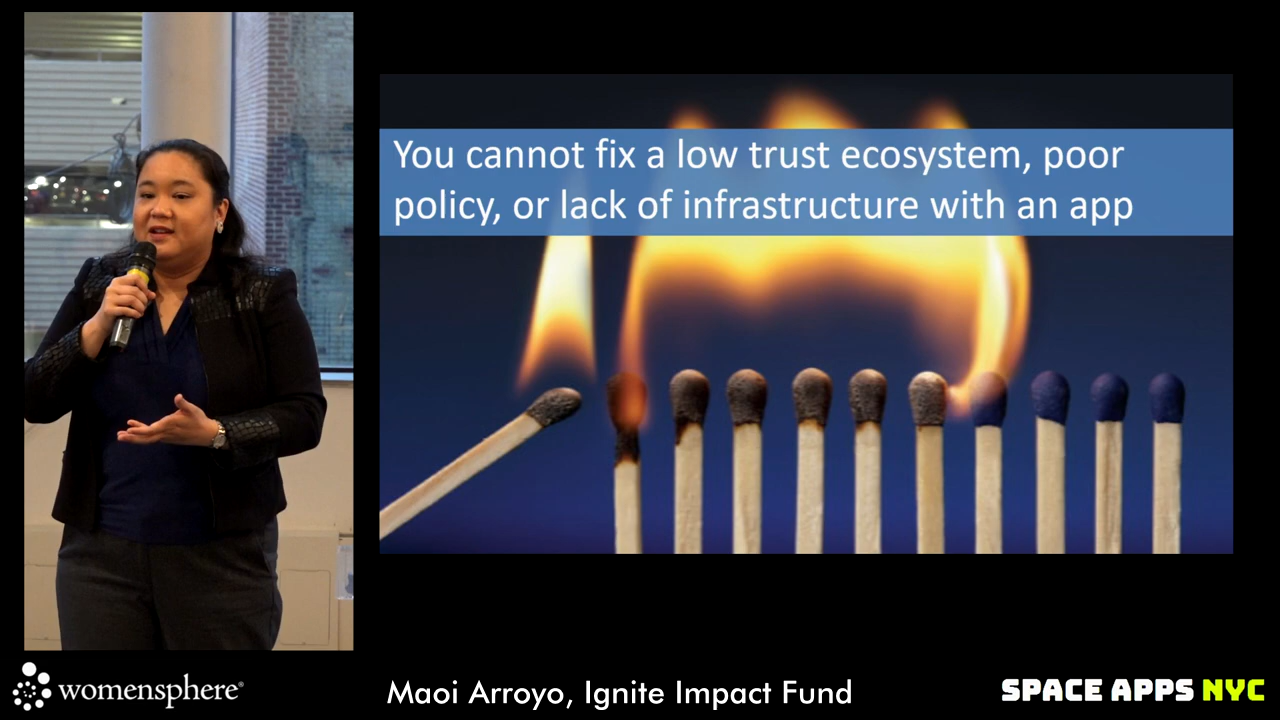 You cannot fix a low trust ecosystem, poor
policy, or lack of infrastructure with an app
womensphere®
Maoi Arroyo, Ignite Impact Fund
SPACE APPS NYC